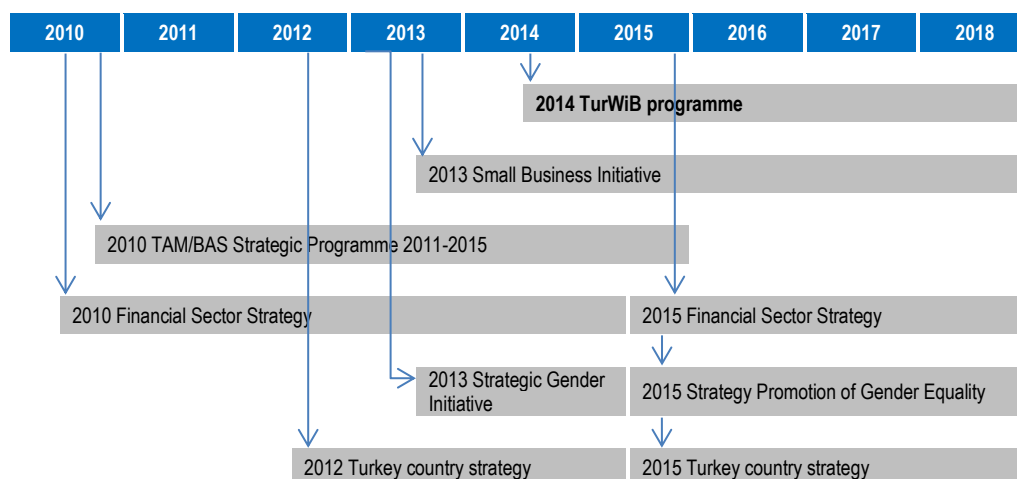 2010 2011 2012 2013 2014 2015 2016 2017 2018
2014 TurWiB programme
2013 Small Business Initiative
2010 TAM/BAS Strategic Programme 2011-2015
2010 Financial Sector Strategy
2015 Financial Sector Strategy
2013 Strategic Gender
Initiative
2015 Strategy Promotion of Gender Equality
2012 Turkey country strategy
2015 Turkey country strategy